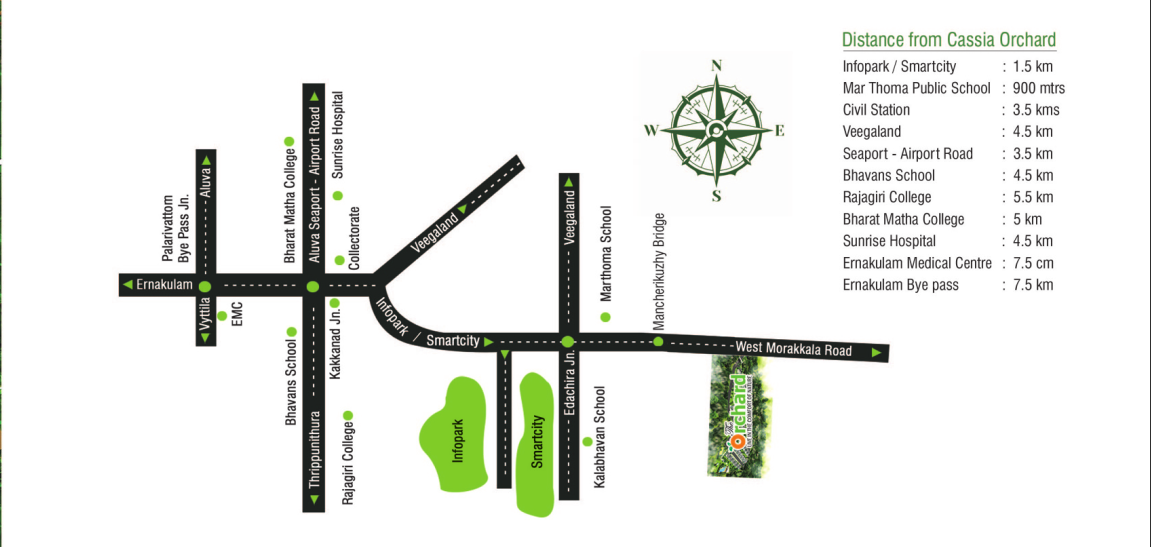 Distance from Cassia Orchard
Infopark / Smartcity : 1.5 km
Mar Thoma Public School : 900 mtrs
Civil Station : 3.5 kms
Veegaland : 4.5 km
Seaport - Airport Road : 3.5 km
Bhavans School : 4.5 km
Rajagiri College : 5.5 km
Bharat Matha College : 5 km
Sunrise Hospital : 4.5 km
Ernakulam Medical Centre : 7.5 cm
Ernakulam Bye pass : 7.5 km
N
W
E
S
Palarivattom
Bye Pass Jn.
Aluva
Bharat Matha College
Aluva Seaport - Airport Road
Sunrise Hospital
Collectorate
Veegaland
Veegaland
Marthoma School
Mancherikuzhy Bridge
Ernakulam
Vyttila
EMC
Bhavans School
Kakkanad Jn.
Thrippunithura
Rajagiri College
Infopark / Smartcity
Infopark
Smartcity
Edachira Jn.
Kalabhavan School
West Morakkala Road
The
Orchard